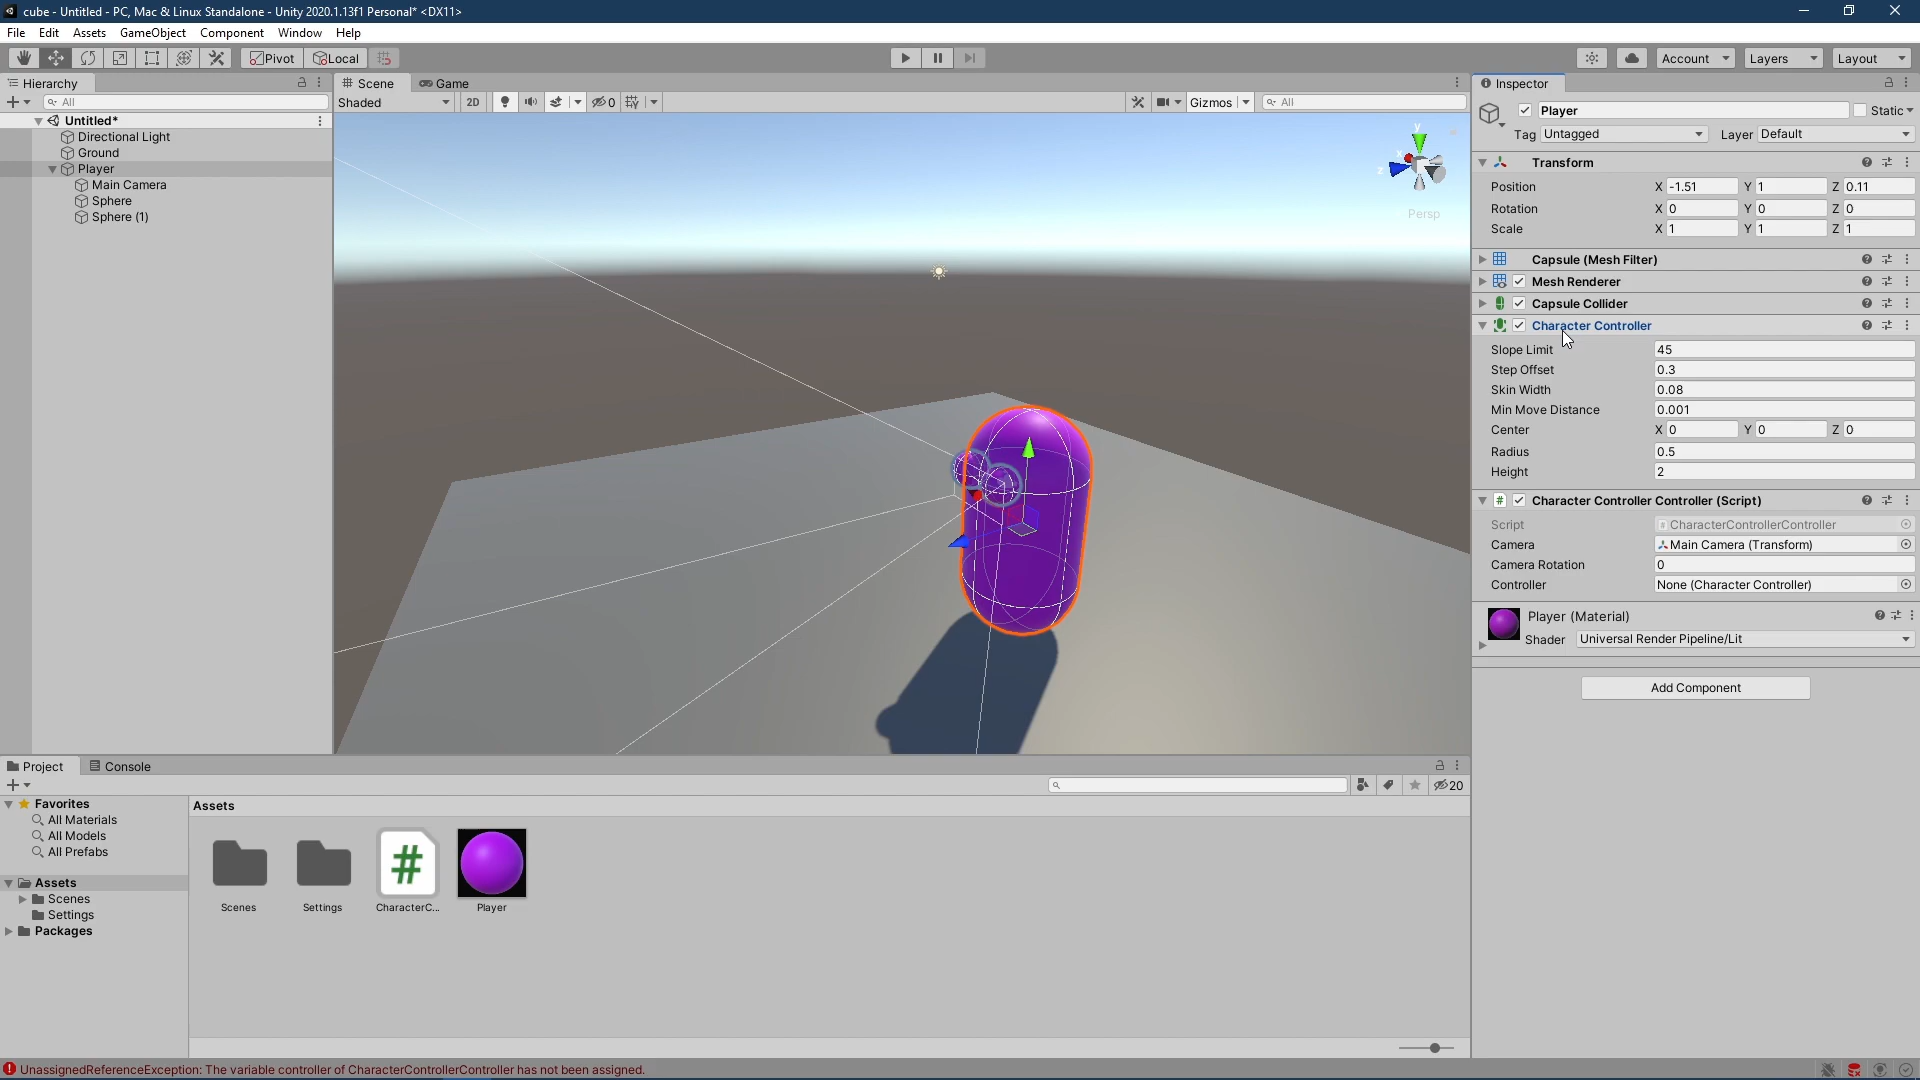 cube - Untitled - PC, Mac & Linux Standalone - Unity 2020.1.13f1 Personal* <DX11>
File Edit Assets GameObject Component Window Help
Pivot Local Account Layers Layout
Hierarchy
All
Untitled*
Directional Light
Ground
Player
Main Camera
Sphere
Sphere (1)
Scene Game
Shaded 2D 0 Gizmos All
y
x
z
Persp
Inspector
Player Static
Tag Untagged Layer Default
Transform
Position X -1.51 Y 1 Z 0.11
Rotation X 0 Y 0 Z 0
Scale X 1 Y 1 Z 1
Capsule (Mesh Filter)
Mesh Renderer
Capsule Collider
Character Controller
Slope Limit 45
Step Offset 0.3
Skin Width 0.08
Min Move Distance 0.001
Center X 0 Y 0 Z 0
Radius 0.5
Height 2
# Character Controller Controller (Script)
Script # CharacterControllerController
Camera Main Camera (Transform)
Camera Rotation 0
Controller None (Character Controller)
Player (Material)
Shader Universal Render Pipeline/Lit
Add Component
Project Console
20
Favorites
All Materials
All Models
All Prefabs
Assets
Scenes
Settings
Packages
Assets
#
Scenes Settings CharacterC... Player
UnassignedReferenceException: The variable controller of CharacterControllerController has not been assigned.